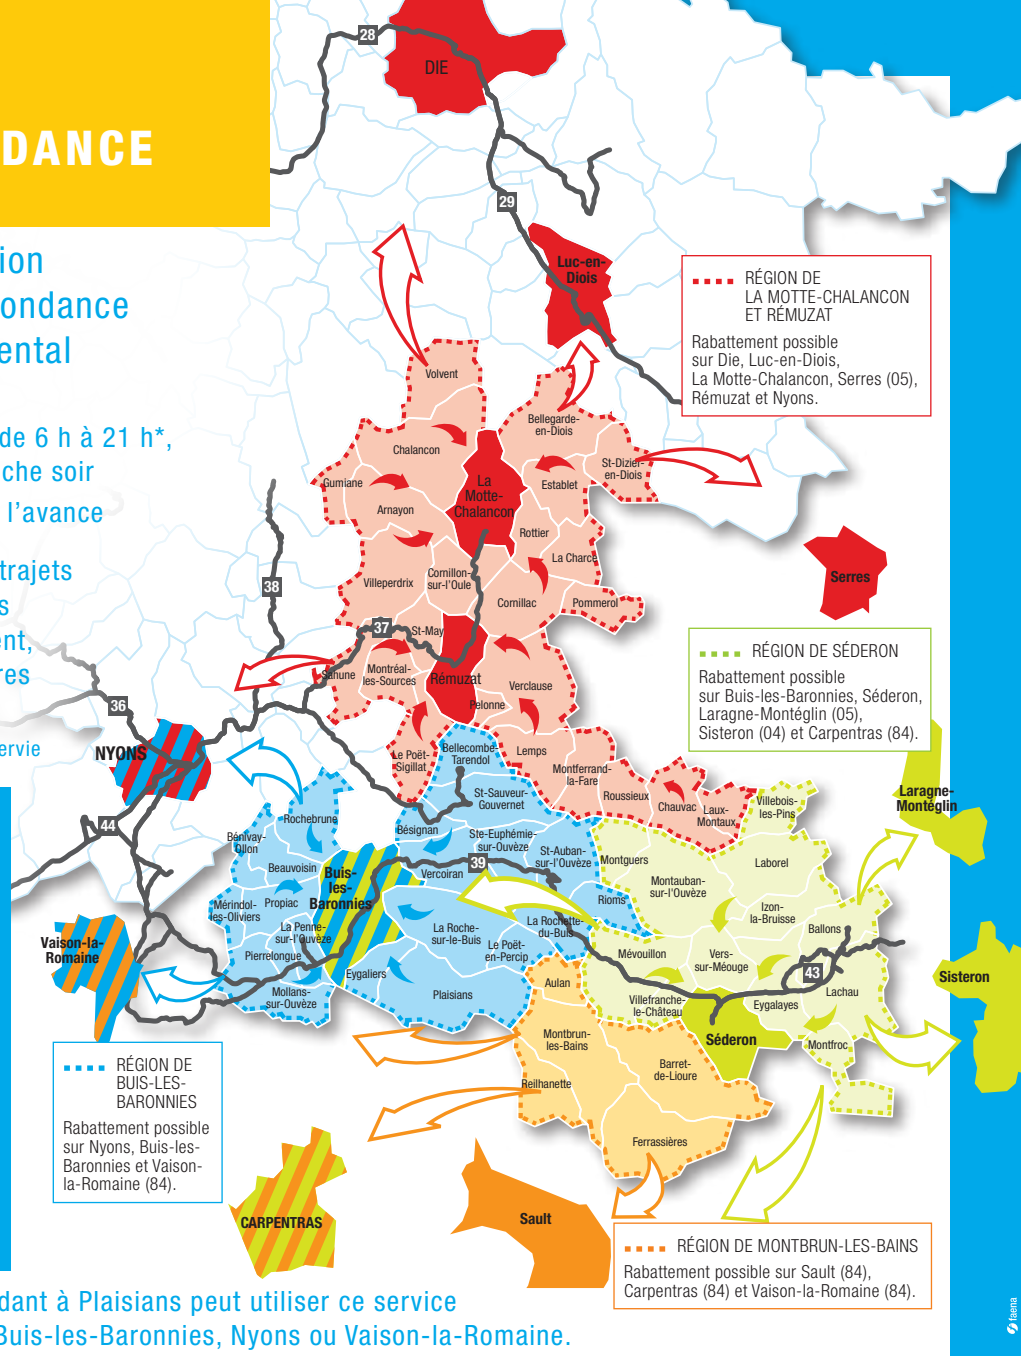 DANCE
ion
ondance
ental
de 6 h à 21 h*,
che soir
l'avance
trajets
s
ent,
res
ervie
28
DIE
29
Luc-en-
Diois
RÉGION DE
LA MOTTE-CHALANCON
ET RÉMUZAT
Rabattement possible
sur Die, Luc-en-Diois,
La Motte-Chalancon, Serres (05),
Rémuzat et Nyons.
Volvent
Bellegarde-
en-Diois
Chalancon
St-Dizier-
en-Diois
Gumiane
La
Motte-
Chalancon
Establet
Arnayon
Rottier
La Charce
Serres
Villeperdrix
Cornillon-
sur-l'Oule
38
Cornillac
Pommerol
37
St-May
RÉGION DE SÉDERON
Rabattement possible
sur Buis-les-Baronnies, Séderon,
Laragne-Montéglin (05),
Sisteron (04) et Carpentras (84).
Sahune
Montréal-
les-Sources
Rémuzat
Verclause
Pelonne
36
NYONS
Le Poët-
Sigillat
Bellecombe-
Tarendol
Lemps
Montferrand-
la-Fare
Roussieux
Chauvac
Laux-
Montaux
Villebois-
les-Pins
Laragne-
Montéglin
St-Sauveur-
Gouvernet
Rochebrune
44
Bésignan
Ste-Euphémie-
sur-Ouvèze
Bénivay-
Ollon
St-Auban-
sur-l'Ouvèze
39
Beauvoisin
Buis-
les-
Baronnies
Vercoiran
Montguers
Laborel
Montauban-
sur-l'Ouvèze
Rioms
Mérindol-
les-Oliviers
Propiac
Izon-
la-Bruisse
La Penne-
sur-l'Ouvèze
La Roche-
sur-le-Buis
La Rochette-
du-Buis
Ballons
Vaison-la-
Romaine
Pierrelongue
Le Poët-
en-Percip
Mévouillon
Vers-
sur-Méouge
43
Sisteron
Eygaliers
Aulan
Mollans-
sur-Ouvèze
Plaisians
Villefranche-
le-Château
Eygalayes
Lachau
Séderon
Montfroc
Montbrun-
les-Bains
Barret-
de-Lioure
Reilhanette
Ferrassières
RÉGION DE
BUIS-LES-
BARONNIES
Rabattement possible
sur Nyons, Buis-les-
Baronnies et Vaison-
la-Romaine (84).
CARPENTRAS
Sault
RÉGION DE MONTBRUN-LES-BAINS
Rabattement possible sur Sault (84),
Carpentras (84) et Vaison-la-Romaine (84).
dant à Plaisians peut utiliser ce service
Buis-les-Baronnies, Nyons ou Vaison-la-Romaine.
faena